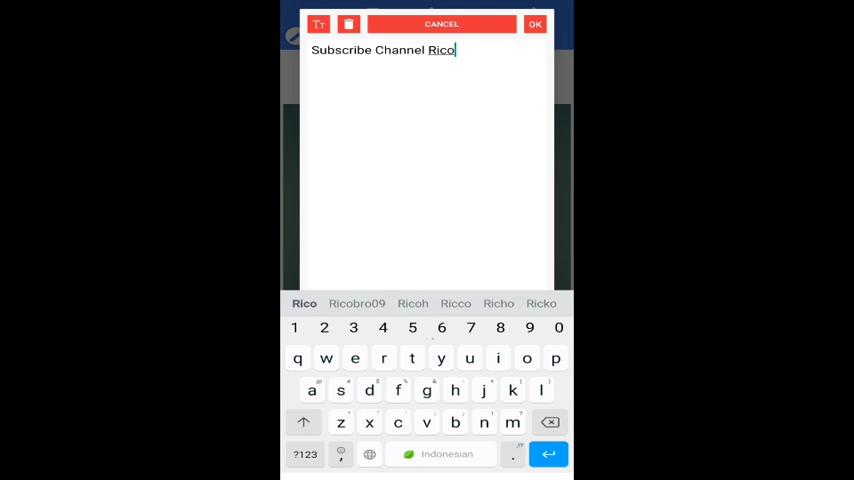 Tт CANCEL OK
Subscribe Channel Rico
Rico Ricobro09 Ricoh Ricco Richo Ricko
1 2 3 4 5 6 7 8 9 0
q w e r t y u i o p
a s d f g h j k l
z x c v b n m
?123 , Indonesian .